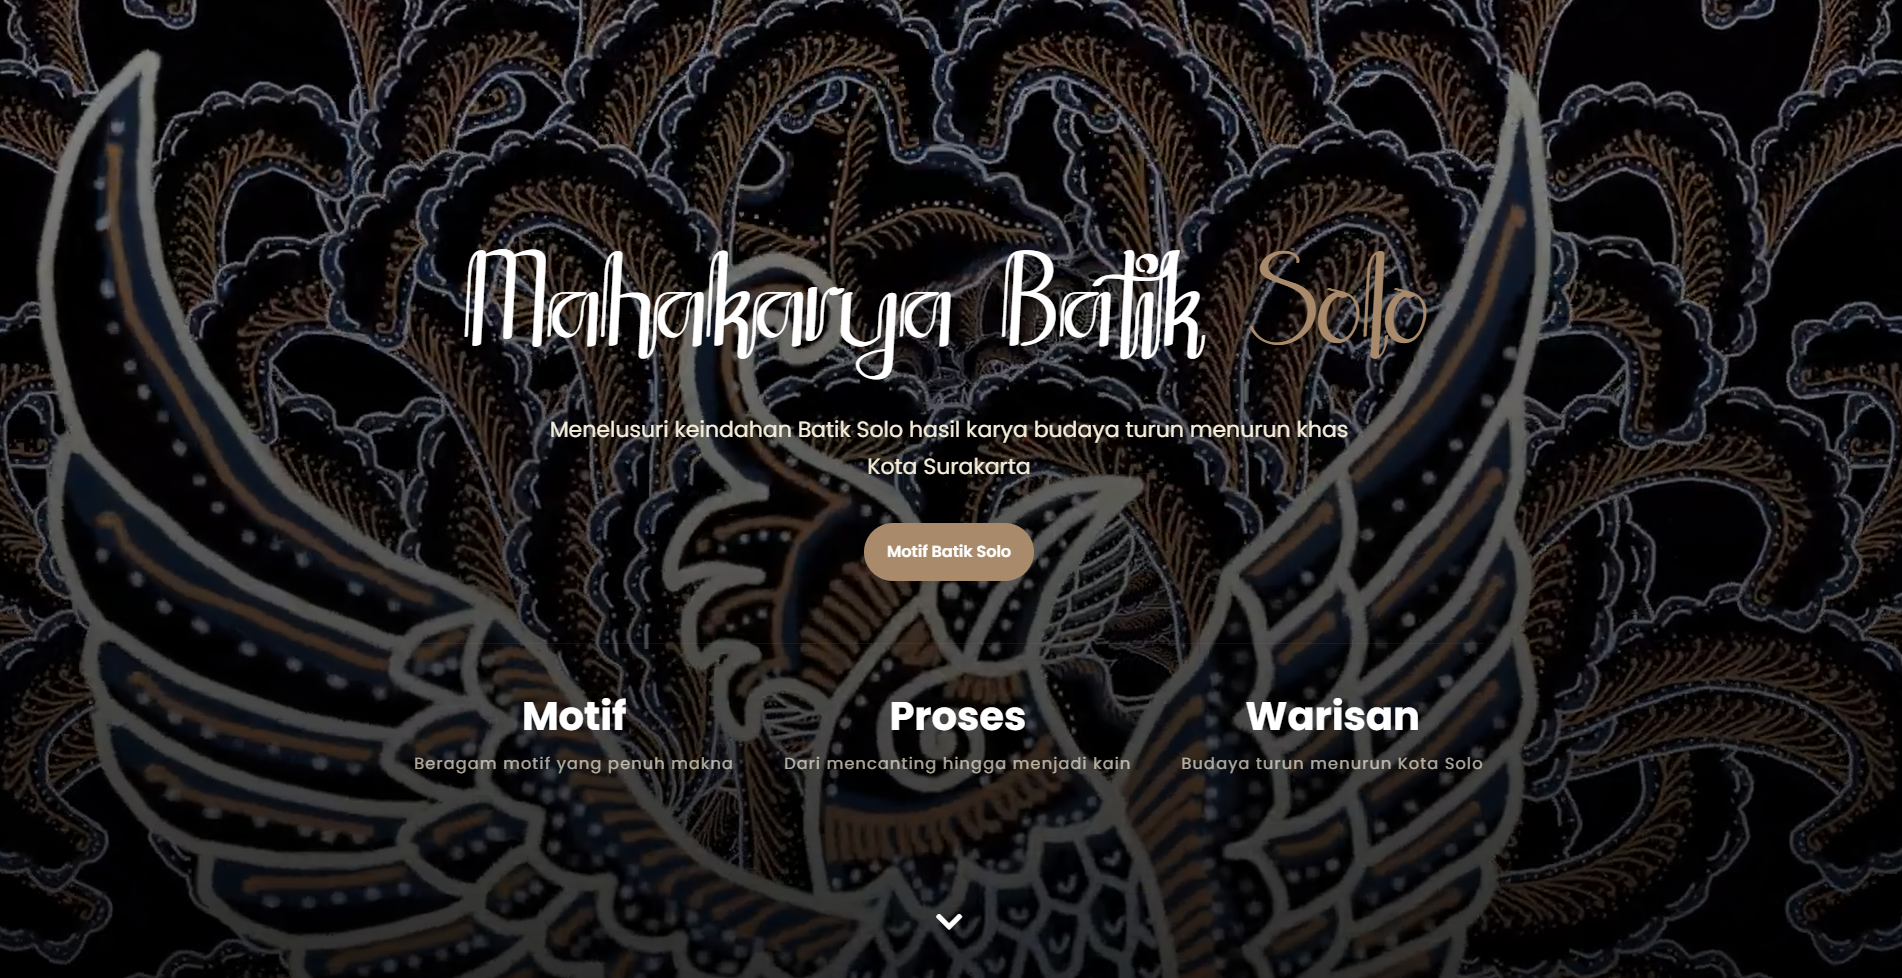 Mahakarya Batik Solo
Menelusuri keindahan Batik Solo hasil karya budaya turun menurun khas
Kota Surakarta
Motif Batik Solo
Motif
Beragam motif yang penuh makna
Proses
Dari mencanting hingga menjadi kain
Warisan
Budaya turun menurun Kota Solo